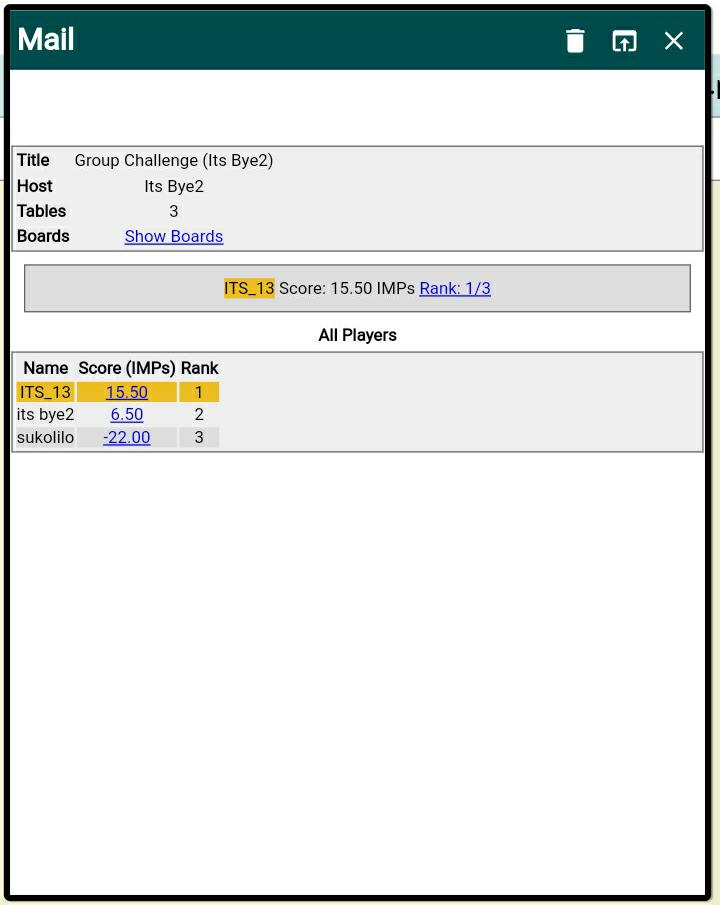 Mail
Title Group Challenge (Its Bye2)
Host Its Bye2
Tables 3
Boards Show Boards
ITS_13 Score: 15.50 IMPs Rank: 1/3
All Players
Name Score (IMPs) Rank
ITS_13 15.50 1
its bye2 6.50 2
sukolilo -22.00 3